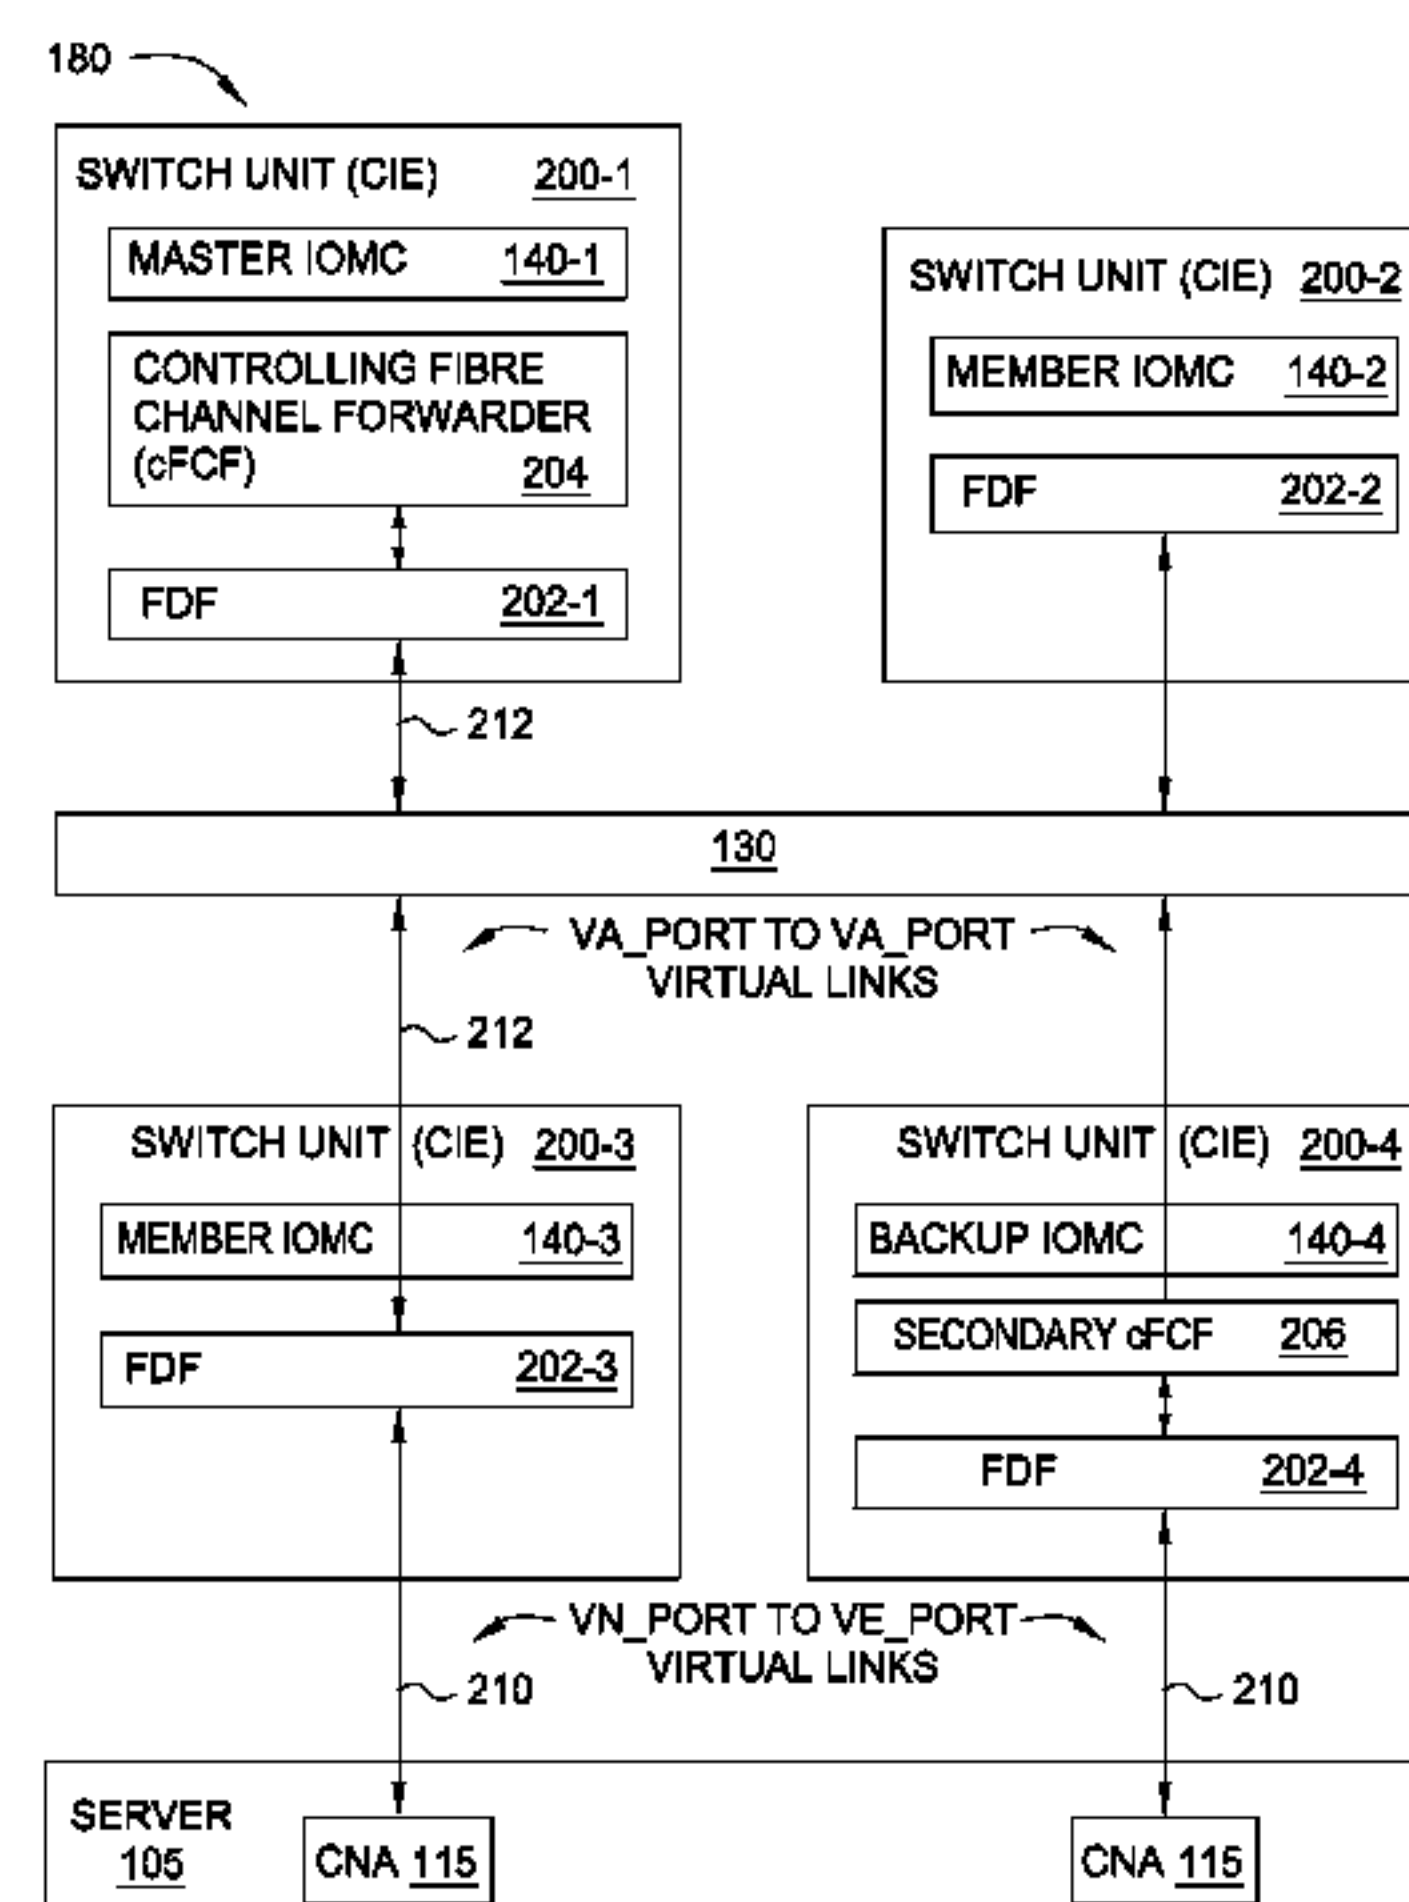 180
SWITCH UNIT (CIE) 200-1
MASTER IOMC 140-1
CONTROLLING FIBRE
CHANNEL FORWARDER
(cFCF) 204
FDF 202-1
212
SWITCH UNIT (CIE) 200-2
MEMBER IOMC 140-2
FDF 202-2
130
VA_PORT TO VA_PORT
VIRTUAL LINKS
212
SWITCH UNIT (CIE) 200-3
MEMBER IOMC 140-3
FDF 202-3
SWITCH UNIT (CIE) 200-4
BACKUP IOMC 140-4
SECONDARY cFCF 206
FDF 202-4
VN_PORT TO VE_PORT
VIRTUAL LINKS
210
210
SERVER
105
CNA 115
CNA 115